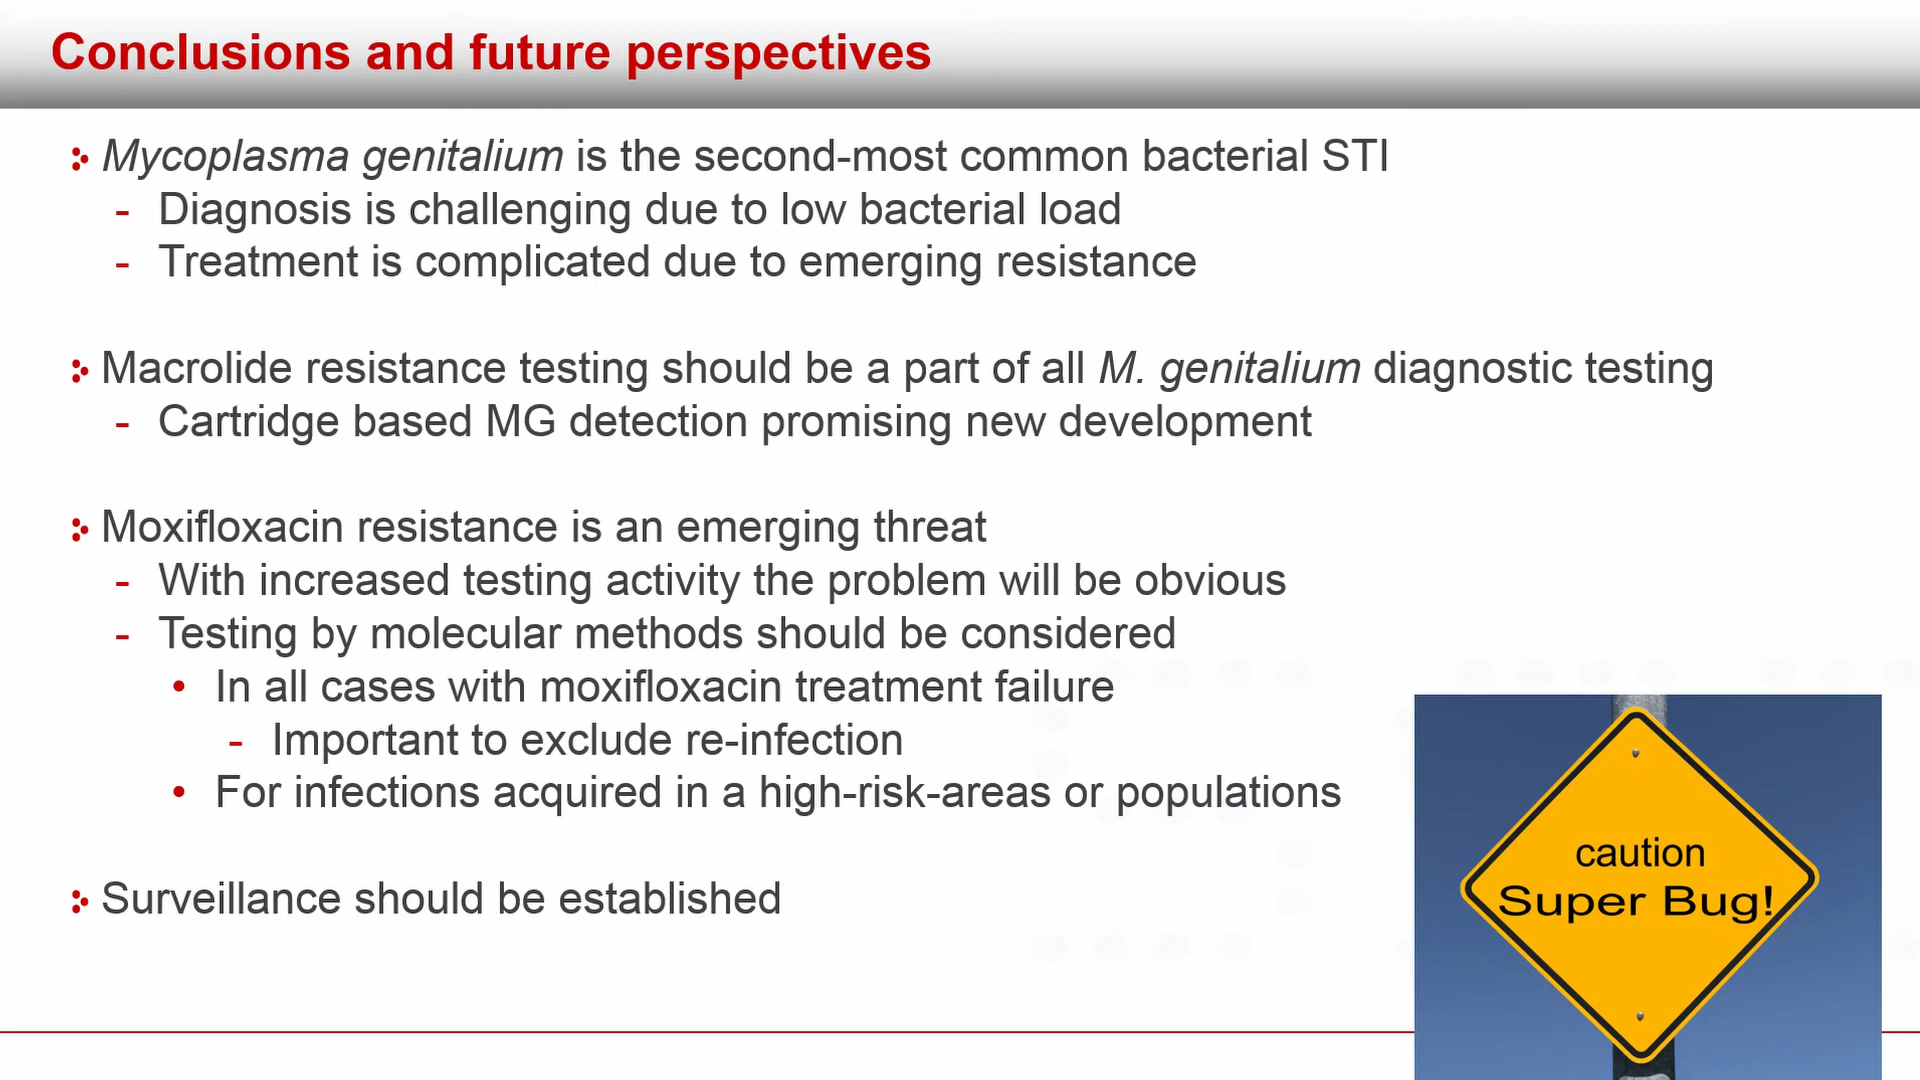 Conclusions and future perspectives
Mycoplasma genitalium is the second-most common bacterial STI
- Diagnosis is challenging due to low bacterial load
- Treatment is complicated due to emerging resistance
Macrolide resistance testing should be a part of all M. genitalium diagnostic testing
- Cartridge based MG detection promising new development
Moxifloxacin resistance is an emerging threat
- With increased testing activity the problem will be obvious
- Testing by molecular methods should be considered
• In all cases with moxifloxacin treatment failure
- Important to exclude re-infection
• For infections acquired in a high-risk-areas or populations
Surveillance should be established
caution
Super Bug!